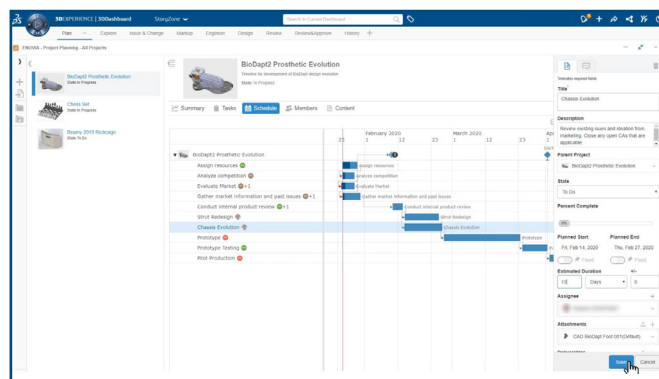 3DEXPERIENCE | 3DDashboard
StoryZone
Search In Current Dashboard
Plan
Explore
Issue & Change
Markup
Engineer
Design
Review
Review&Approve
History
ENOVIA - Project Planning - All Projects
BioDapt2 Prosthetic Evolution
State: In Progress
Chess Set
State: In Progress
Beamy 2015 Redesign
State: To Do
BioDapt2 Prosthetic Evolution
Timeline for development of BioDapt design evolution
State: In Progress
Summary
Tasks
Schedule
Members
Content
February 2020
March 2020
23
1
12
23
1
12
23
BioDapt2 Prosthetic Evolution
Assign resources
Assign resources
Analyze competition
Analyze competition
Evaluate Market +1
Evaluate Market
Gather market information and past issues +1
Gather market information and past issues
Conduct internal product review +1
Conduct internal product review
Strut Redesign
Strut Redesign
Chassis Evolution
Chassis Evolution
Prototype
Prototype
Prototype Testing
Pilot Production
Title
Chassis Evolution
Description
Review existing issues and ideation from
marketing. Close any open CAs that are
applicable
Parent Project
BioDapt2 Prosthetic Evolution
State
To Do
Percent Complete
0%
Planned Start
Planned End
Fri, Feb 14, 2020
Thu, Feb 27, 2020
Fixed
Fixed
Estimated Duration
+/-
10
Days
0
Assignee
Attachments
CAD BioDapt Foot 001(Default)
Save
Cancel